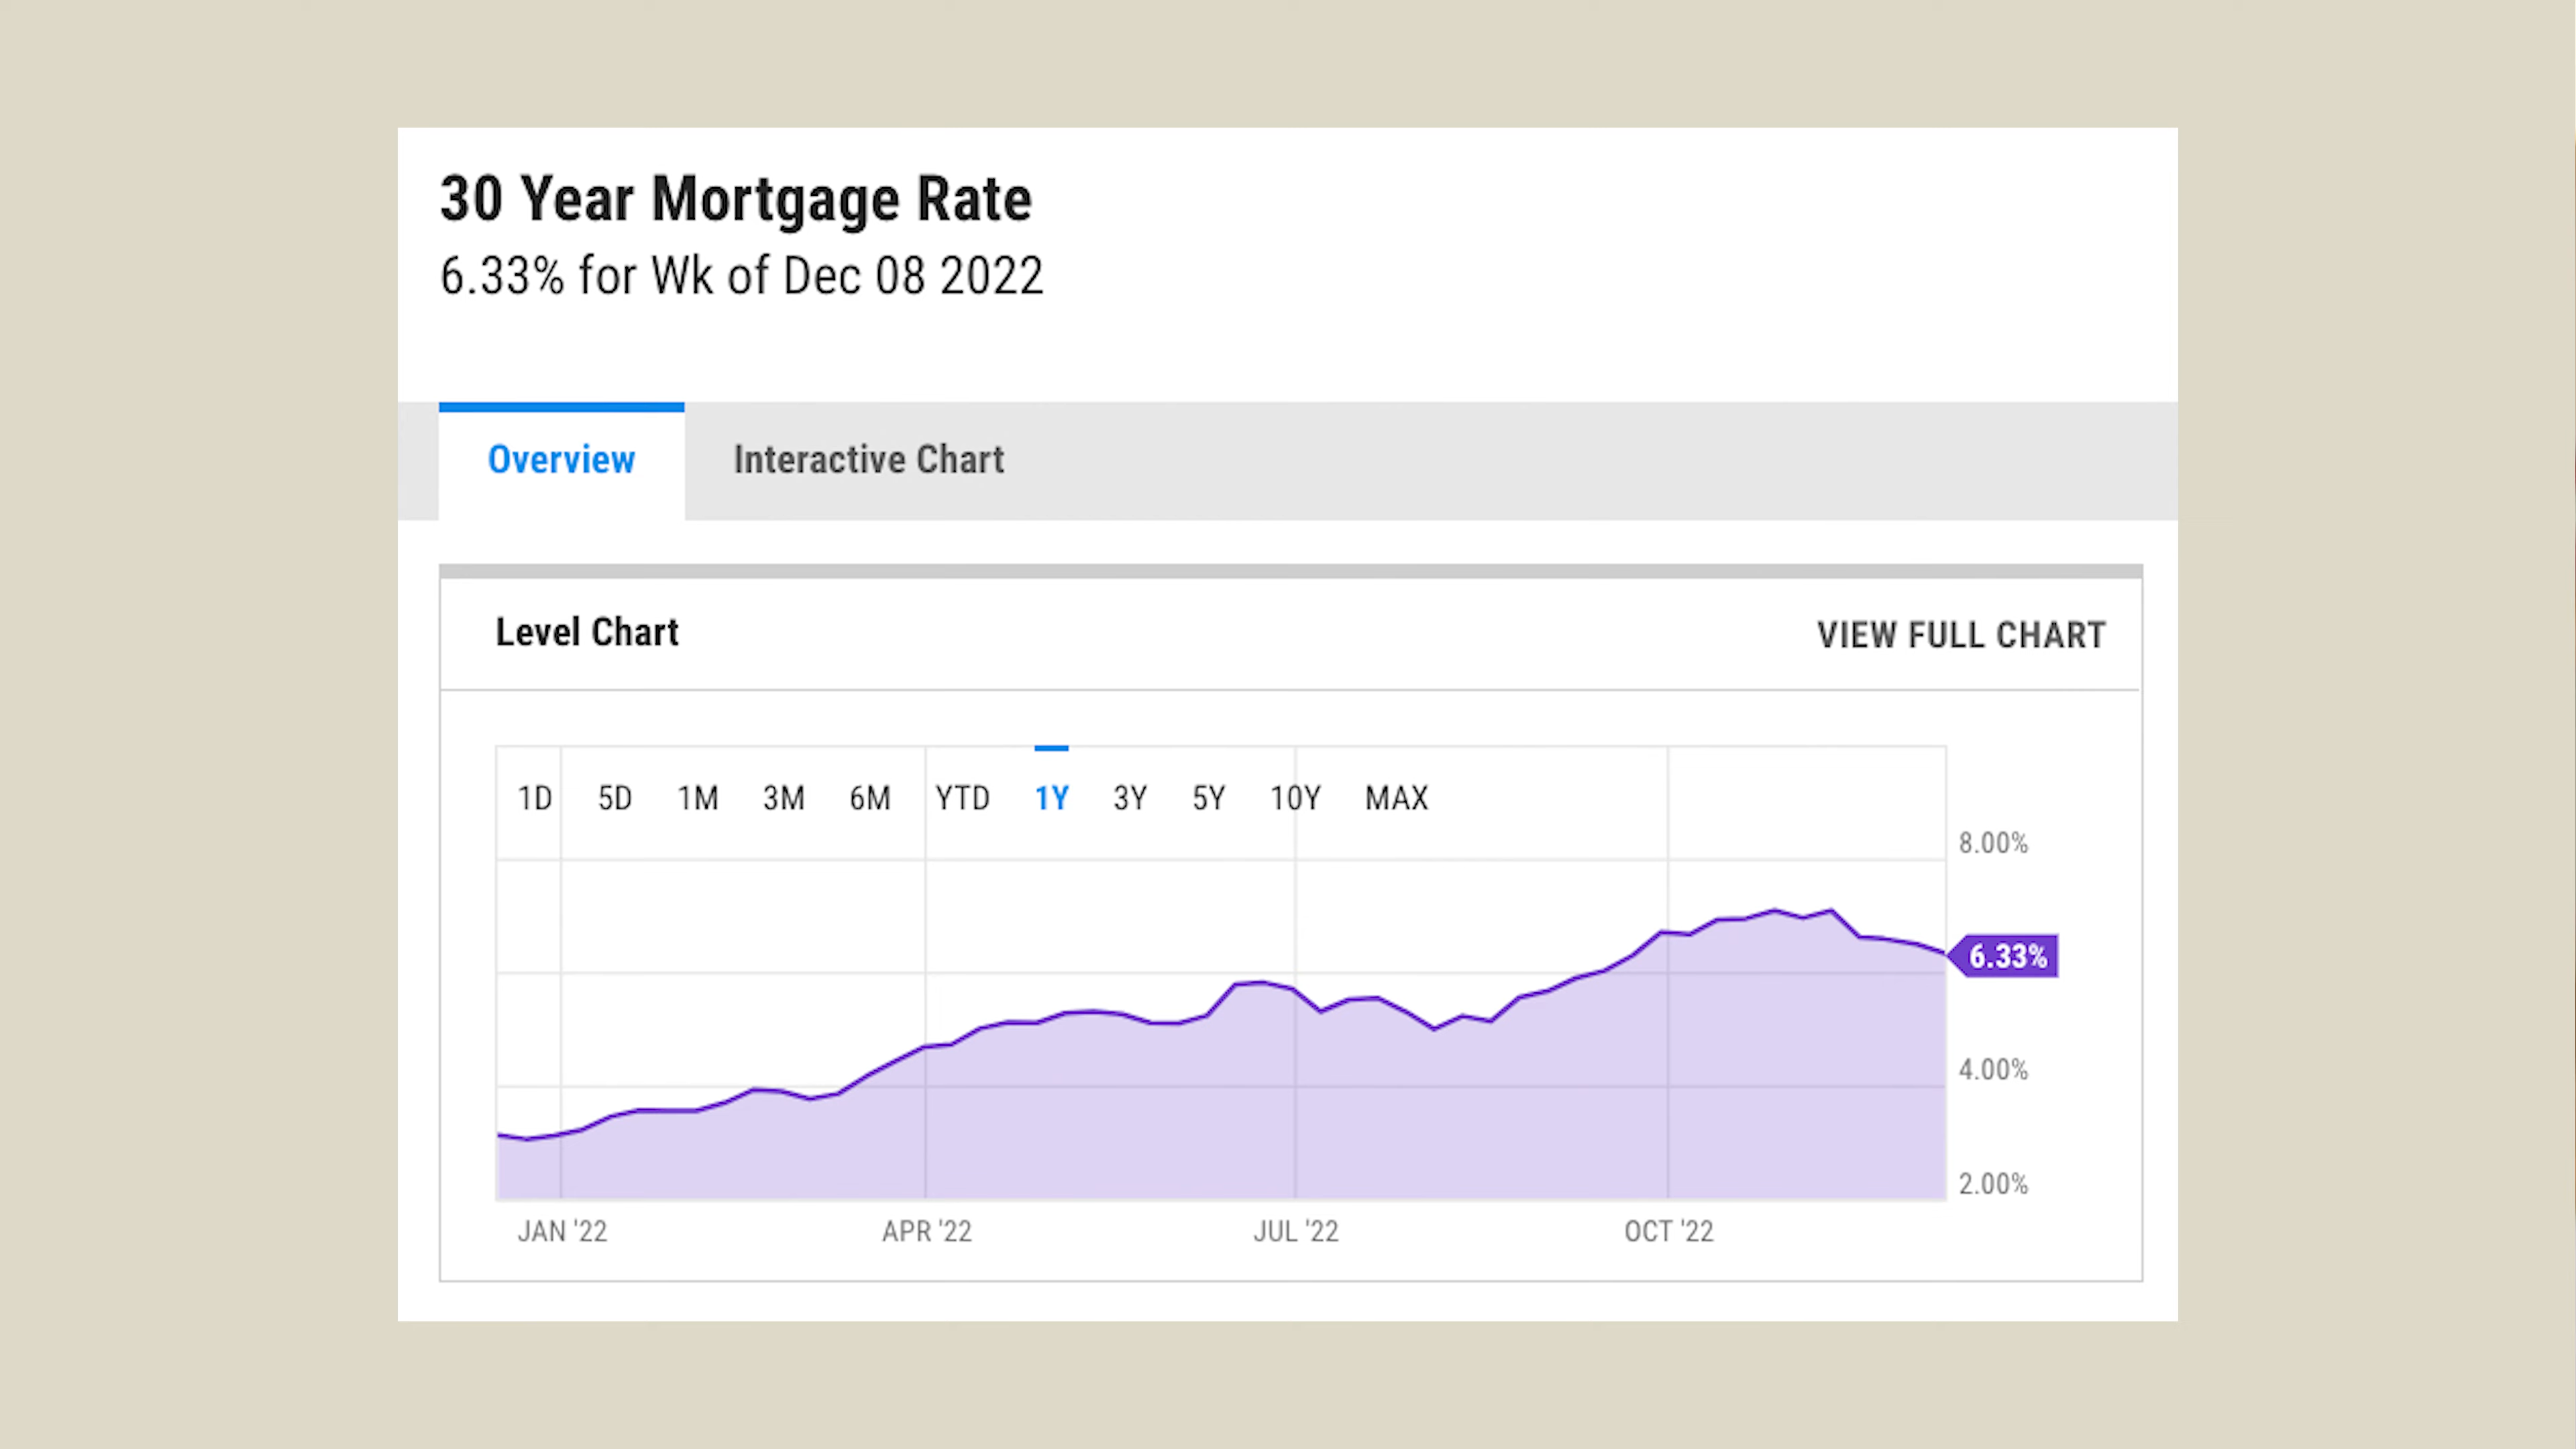 30 Year Mortgage Rate
6.33% for Wk of Dec 08 2022
Overview
Interactive Chart
Level Chart
VIEW FULL CHART
1D 5D 1M 3M 6M YTD 1Y 3Y 5Y 10Y MAX
8.00%
6.33%
4.00%
2.00%
JAN '22 APR '22 JUL '22 OCT '22